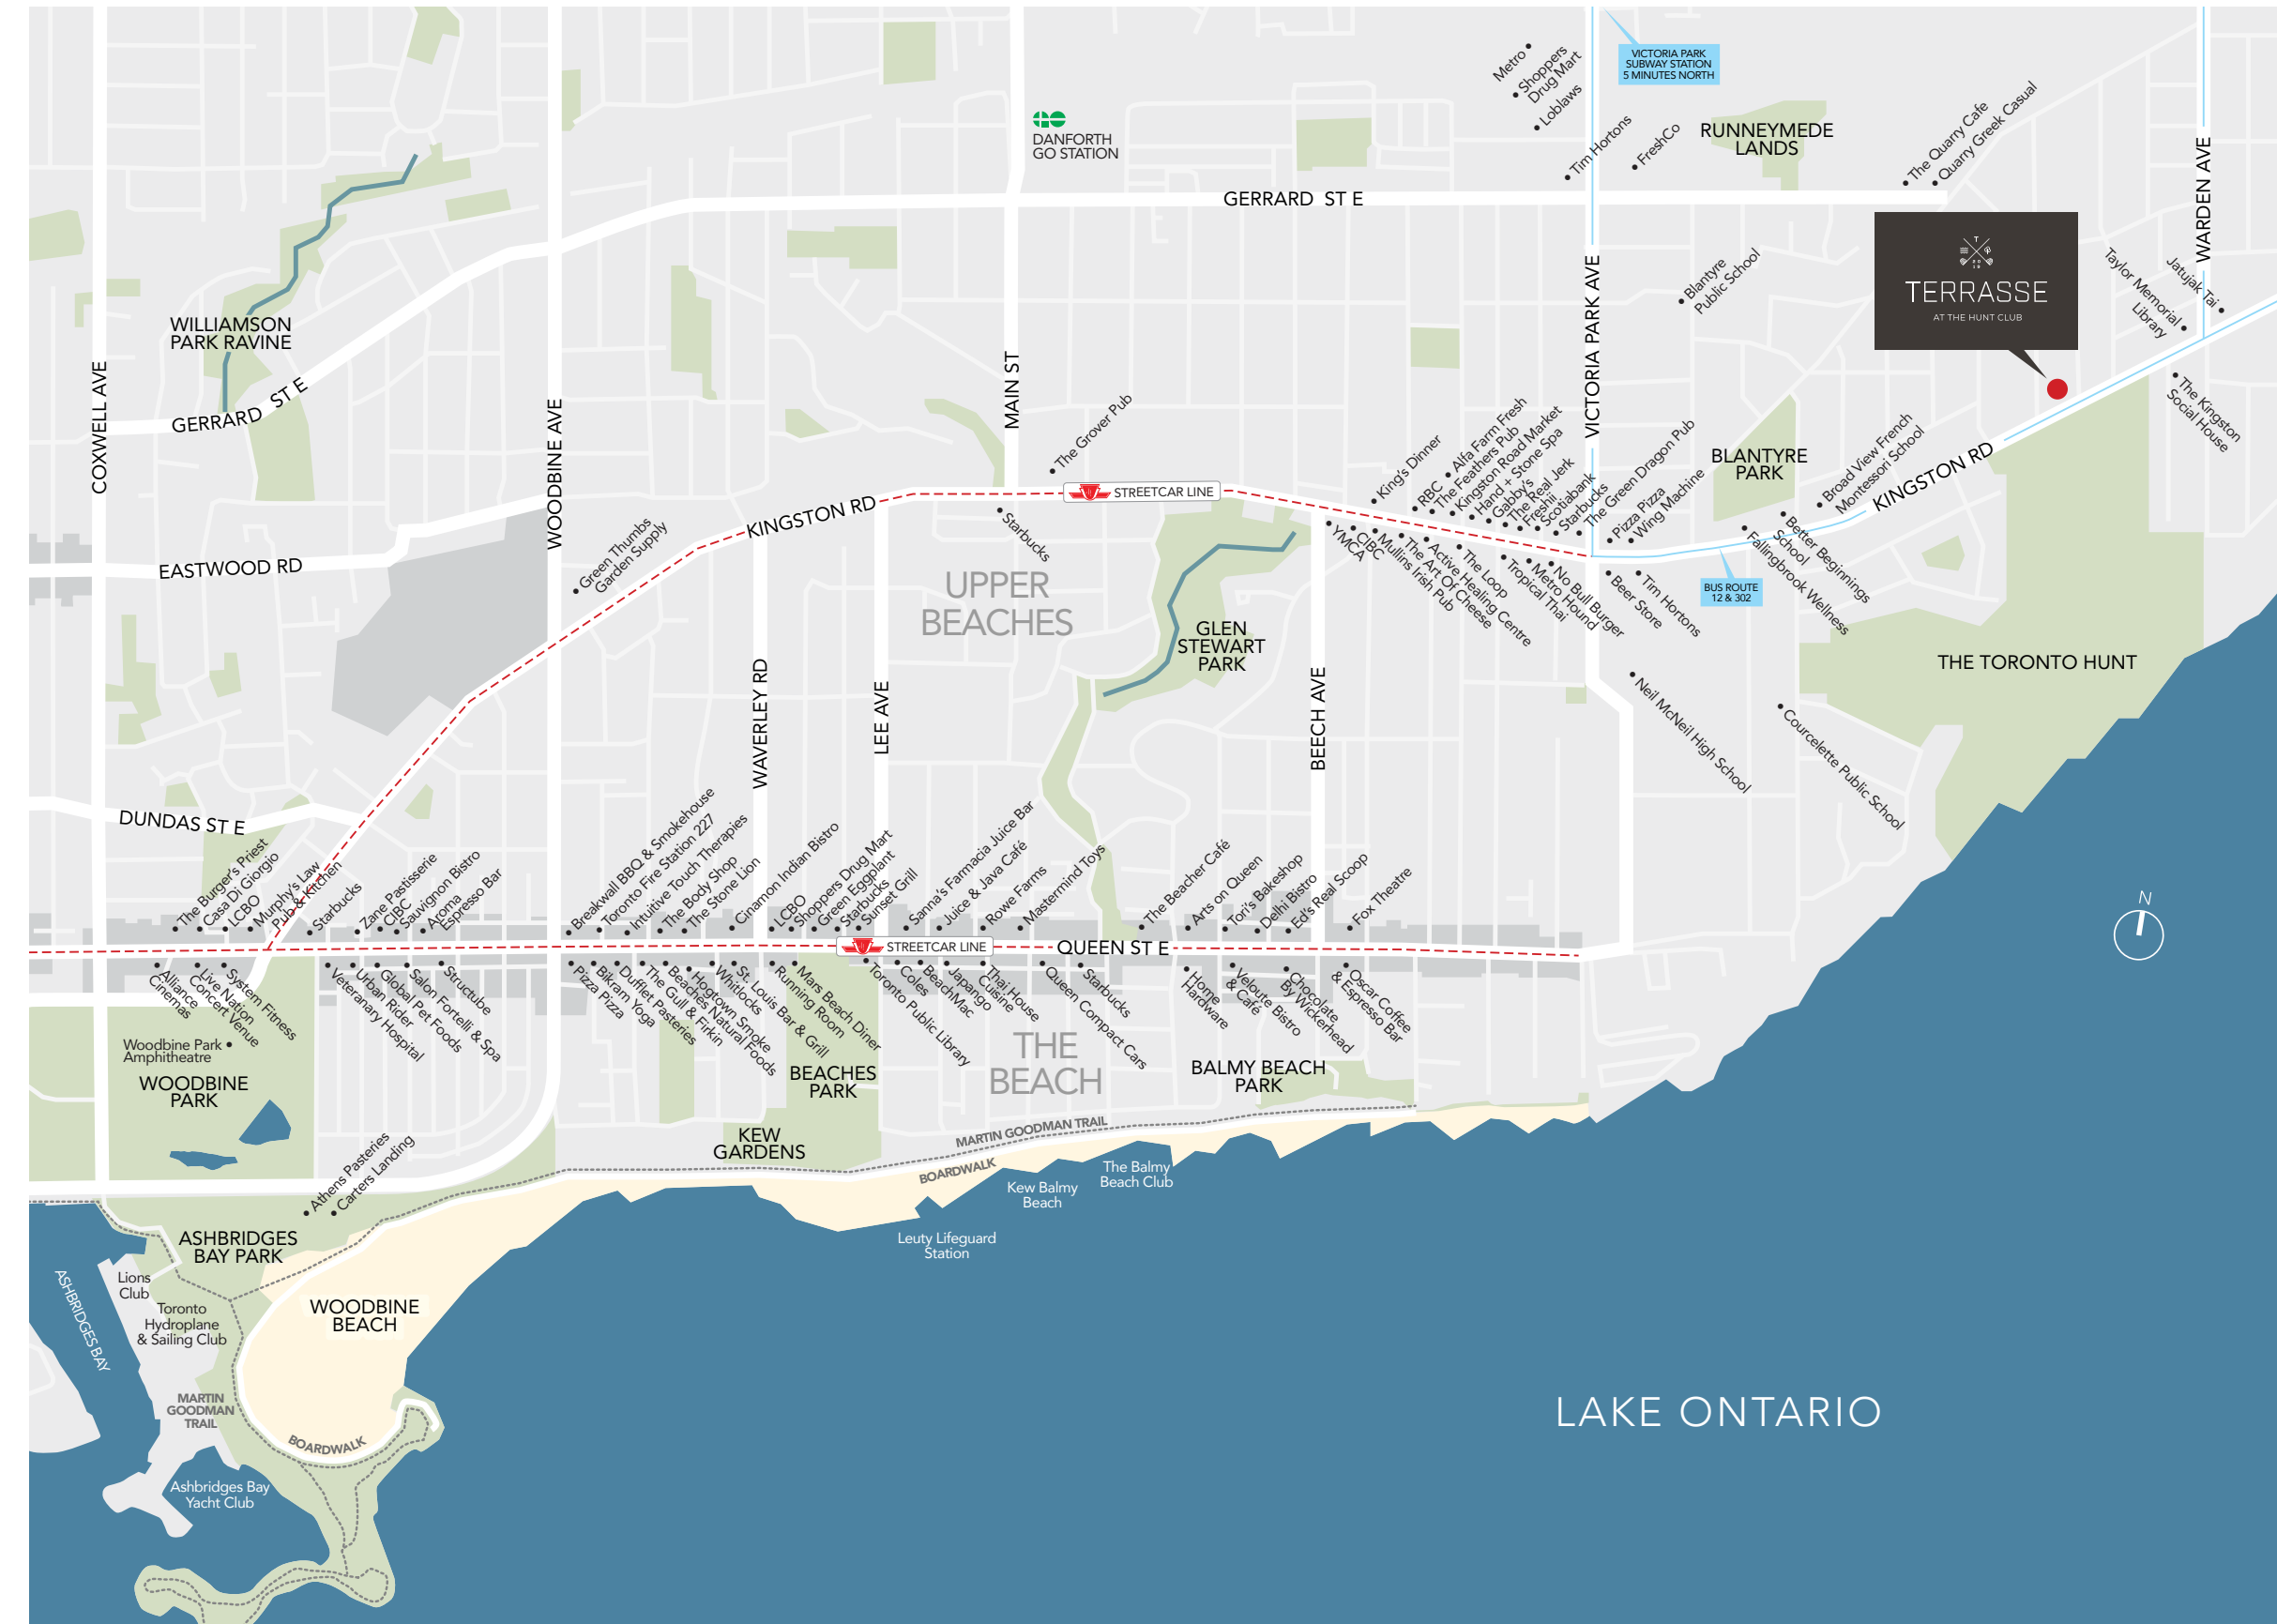 Metro
Shoppers
Drug Mart
Loblaws
VICTORIA PARK
SUBWAY STATION
5 MINUTES NORTH
DANFORTH
GO STATION
Tim Hortons
FreshCo
RUNNEYMEDE
LANDS
The Quarry Cafe
Quarry Greek Casual
WARDEN AVE
GERRARD ST E
T
20
18
TERRASSE
AT THE HUNT CLUB
Taylor Memorial
Library
Jatujak Tai
Blantyre
Public School
VICTORIA PARK AVE
WILLIAMSON
PARK RAVINE
GERRARD ST E
COXWELL AVE
WOODBINE AVE
MAIN ST
The Grover Pub
The Kingston
Social House
King's Dinner
RBC
Alfa Farm Fresh
The Feathers Pub
Kingston Road Market
Hand + Stone Spa
Gabby's
The Real Jerk
Freshii
Scotiabank
Starbucks
The Green Dragon Pub
Pizza Pizza
Wing Machine
BLANTYRE
PARK
Broad View French
Montessori School
KINGSTON RD
STREETCAR LINE
KINGSTON RD
Starbucks
Green Thumbs
Garden Supply
EASTWOOD RD
UPPER
BEACHES
YMCA
CIBC
Mullins Irish Pub
The Art Of Cheese
Active Healing Centre
The Loop
Tropical Thai
Metro Hound
No Bull Burger
Beer Store
Tim Hortons
BUS ROUTE
12 & 302
Better Beginnings
School
Fallingbrook Wellness
GLEN
STEWART
PARK
THE TORONTO HUNT
WAVERLEY RD
LEE AVE
BEECH AVE
Neil McNeil High School
Courcelette Public School
DUNDAS ST E
The Burger's Priest
Casa Di Giorgio
LCBO
Murphy's Law
Pub & Kitchen
Starbucks
Zane Pastisserie
CIBC
Sauvignon Bistro
Aroma
Espresso Bar
Breakwall BBQ & Smokehouse
Toronto Fire Station 227
Intuitive Touch Therapies
The Body Shop
The Stone Lion
Cinamon Indian Bistro
LCBO
Shoppers Drug Mart
Green Eggplant
Starbucks
Sunset Grill
Sanna's Farmacia Juice Bar
Juice & Java Café
Rowe Farms
Mastermind Toys
The Beacher Café
Arts on Queen
Tori's Bakeshop
Delhi Bistro
Ed's Real Scoop
Fox Theatre
N
STREETCAR LINE
QUEEN ST E
Alliance
Cinemas
Live Nation
Concert Venue
System Fitness
Veterinary Hospital
Urban Rider
Global Pet Foods
Salon Fortelli & Spa
Structube
Pizza Pizza
Bikram Yoga
Dufflet Pasteries
The Gull & Firkin
Beaches Natural Foods
Hogtown Smoke
Whitlocks
St. Louis Bar & Grill
Running Room
Mars Beach Diner
Toronto Public Library
Coles
BeachMac
Japango
Thai House
Cuisine
Queen Compact Cars
Starbucks
Home
Hardware
Veloute Bistro
& Café
Chocolate
By Wickerhead
Oscar Coffee
& Espresso Bar
Woodbine Park
Amphitheatre
WOODBINE
PARK
BEACHES
PARK
THE
BEACH
BALMY BEACH
PARK
KEW
GARDENS
MARTIN GOODMAN TRAIL
BOARDWALK
The Balmy
Beach Club
Kew Balmy
Beach
Leuty Lifeguard
Station
Athens Pasteries
Carters Landing
ASHBRIDGES
BAY PARK
ASHBRIDGES BAY
Lions
Club
Toronto
Hydroplane
& Sailing Club
WOODBINE
BEACH
MARTIN
GOODMAN
TRAIL
BOARDWALK
Ashbridges Bay
Yacht Club
LAKE ONTARIO